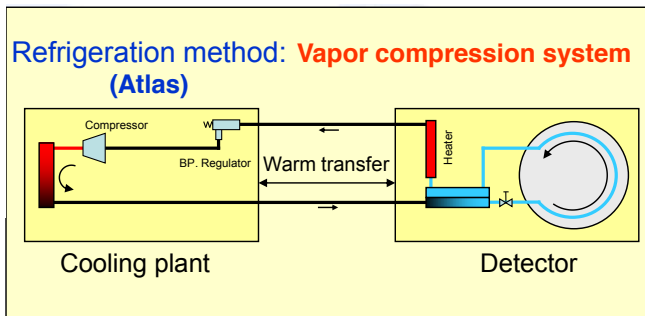 Refrigeration method: Vapor compression system
(Atlas)
Compressor
W
BP. Regulator
Heater
Warm transfer
Cooling plant
Detector